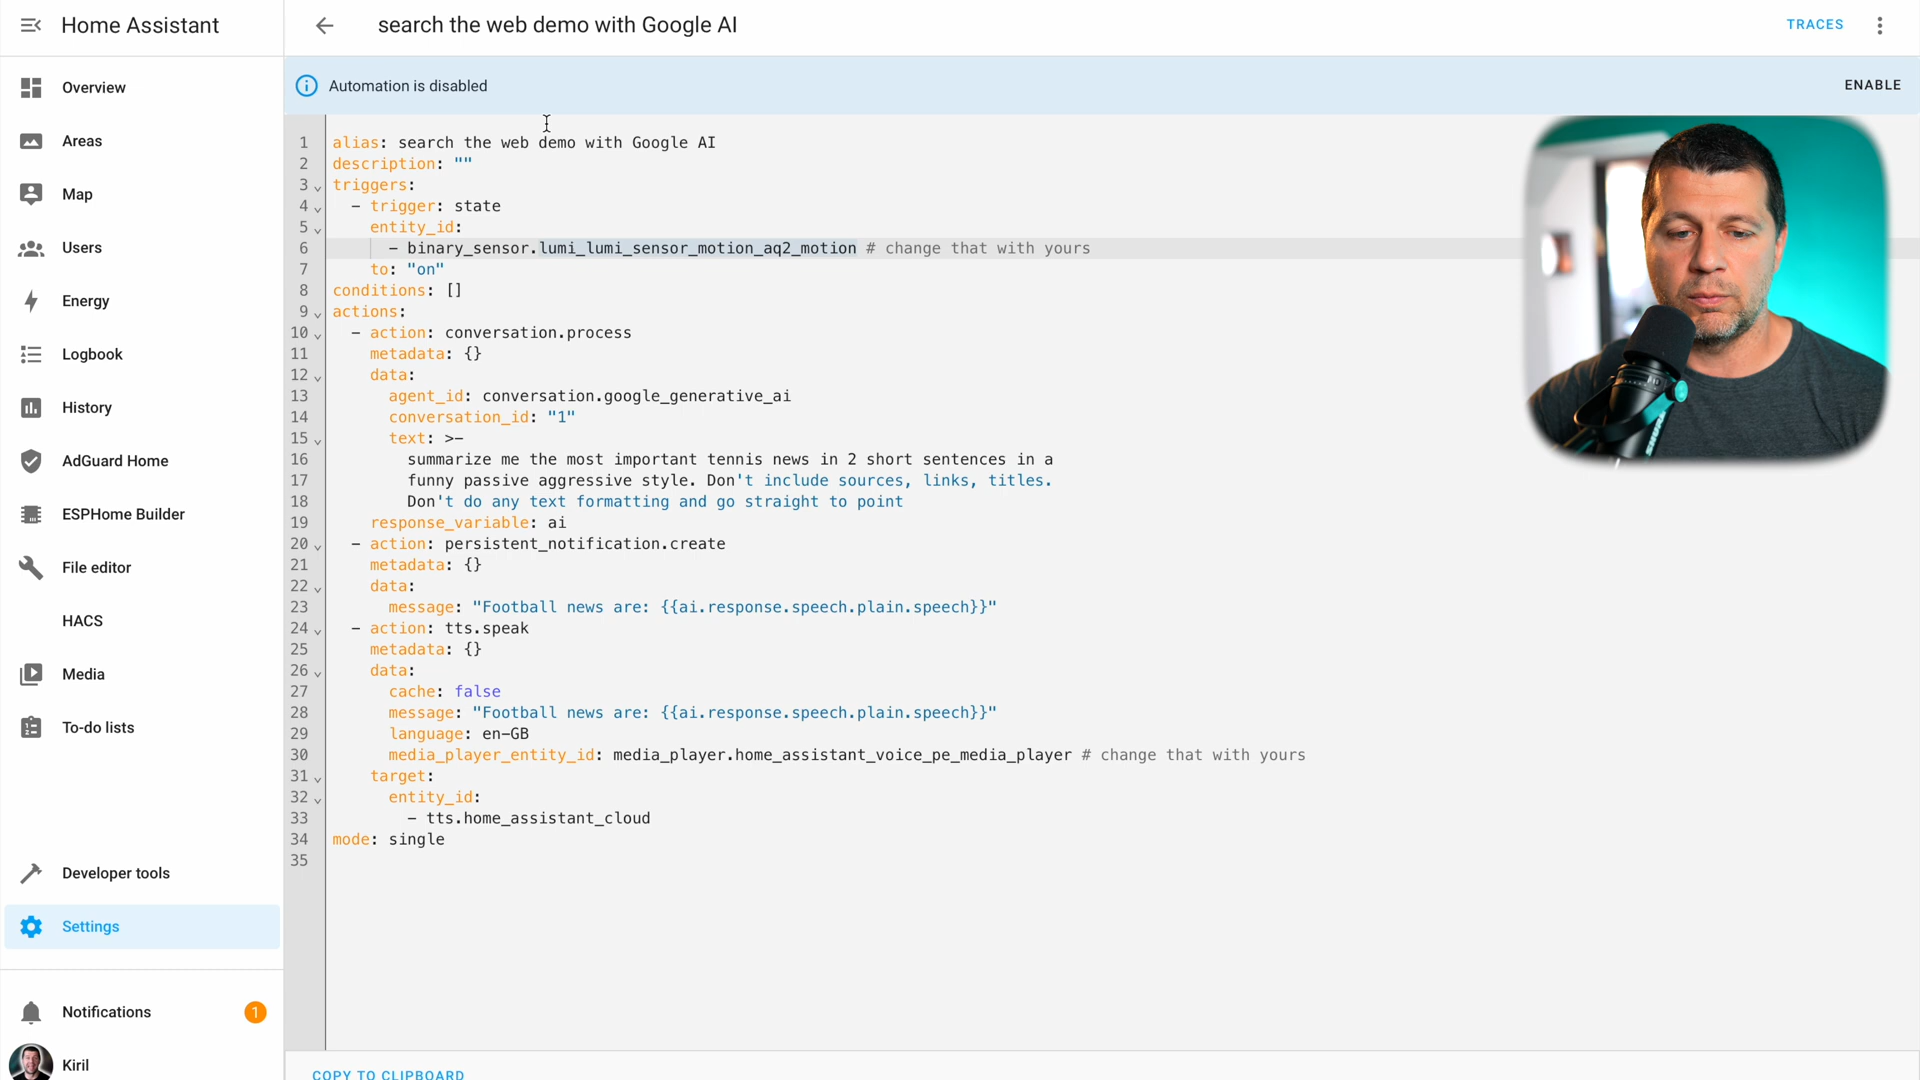 Home Assistant
search the web demo with Google AI
TRACES
Automation is disabled
ENABLE
Overview
Areas
Map
Users
Energy
Logbook
History
AdGuard Home
ESPHome Builder
File editor
HACS
Media
To-do lists
Developer tools
Settings
Notifications
1
Kiril
1 alias: search the web demo with Google AI
2 description: ""
3 triggers:
4 - trigger: state
5 entity_id:
6 - binary_sensor.lumi_lumi_sensor_motion_aq2_motion # change that with yours
7 to: "on"
8 conditions: []
9 actions:
10 - action: conversation.process
11 metadata: {}
12 data:
13 agent_id: conversation.google_generative_ai
14 conversation_id: "1"
15 text: >-
16 summarize me the most important tennis news in 2 short sentences in a
17 funny passive aggressive style. Don't include sources, links, titles.
18 Don't do any text formatting and go straight to point
19 response_variable: ai
20 - action: persistent_notification.create
21 metadata: {}
22 data:
23 message: "Football news are: {{ai.response.speech.plain.speech}}"
24 - action: tts.speak
25 metadata: {}
26 data:
27 cache: false
28 message: "Football news are: {{ai.response.speech.plain.speech}}"
29 language: en-GB
30 media_player_entity_id: media_player.home_assistant_voice_pe_media_player # change that with yours
31 target:
32 entity_id:
33 - tts.home_assistant_cloud
34 mode: single
35
COPY TO CLIPBOARD